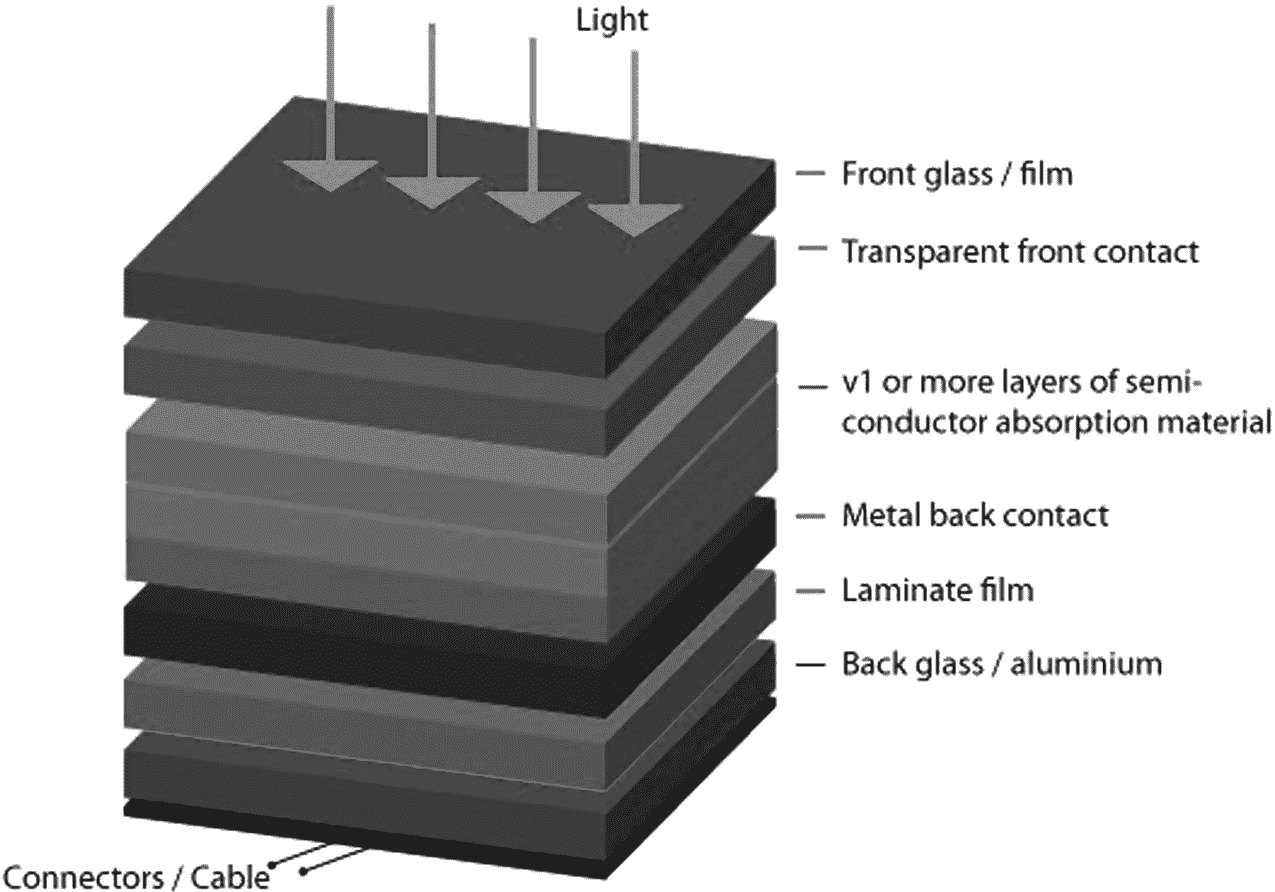 Light
Front glass / film
Transparent front contact
v1 or more layers of semi-
conductor absorption material
Metal back contact
Laminate film
Back glass / aluminium
Connectors / Cable